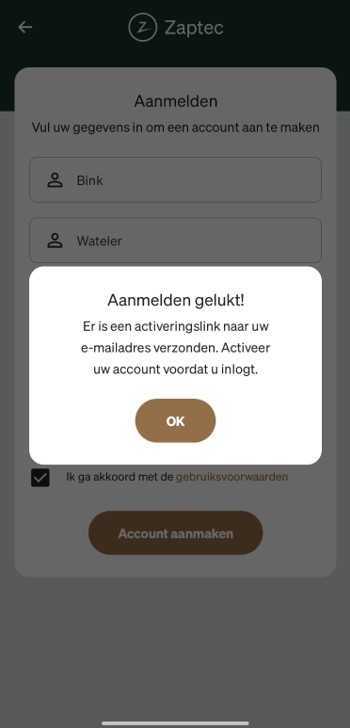 Zaptec
Aanmelden
Vul uw gegevens in om een account aan te maken
Bink
Wateler
Aanmelden gelukt!
Er is een activeringslink naar uw
e-mailadres verzonden. Activeer
uw account voordat u inlogt.
OK
Ik ga akkoord met de gebruiksvoorwaarden
Account aanmaken